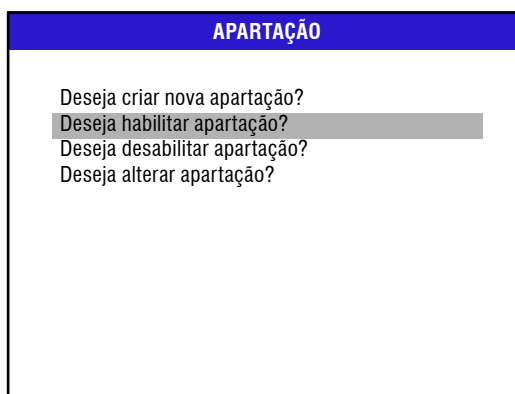 APARTAÇÃO
Deseja criar nova apartação?
Deseja habilitar apartação?
Deseja desabilitar apartação?
Deseja alterar apartação?